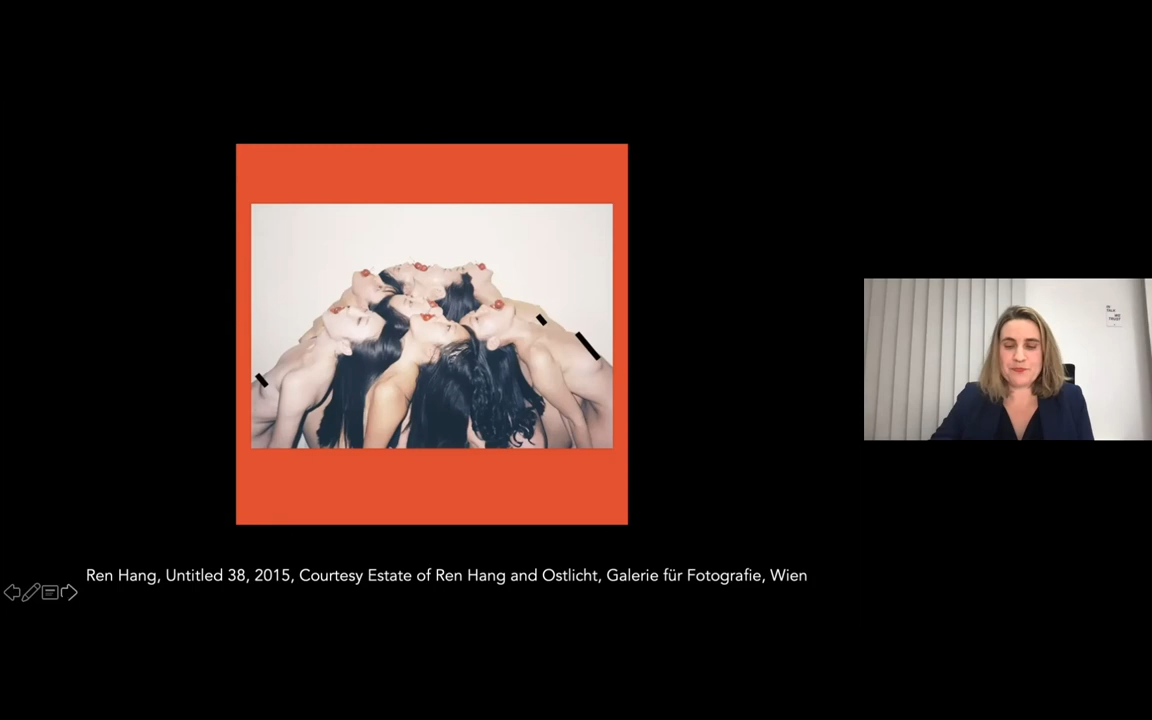 Ren Hang, Untitled 38, 2015, Courtesy Estate of Ren Hang and Ostlicht, Galerie für Fotografie, Wien